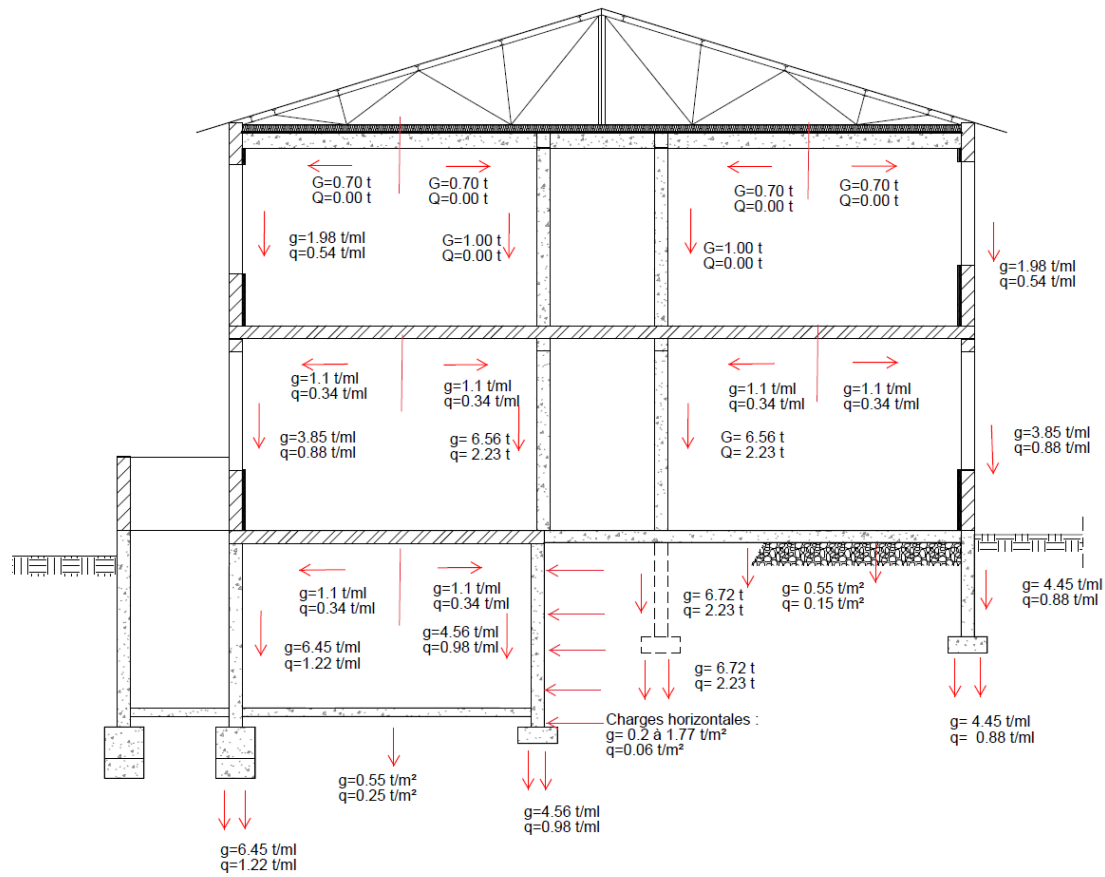 G=0.70 t
Q=0.00 t
G=0.70 t
Q=0.00 t
G=0.70 t
Q=0.00 t
G=0.70 t
Q=0.00 t
g=1.98 t/ml
q=0.54 t/ml
G=1.00 t
Q=0.00 t
G=1.00 t
Q=0.00 t
g=1.98 t/ml
q=0.54 t/ml
g=1.1 t/ml
q=0.34 t/ml
g=1.1 t/ml
q=0.34 t/ml
g=1.1 t/ml
q=0.34 t/ml
g=1.1 t/ml
q=0.34 t/ml
g=3.85 t/ml
q=0.88 t/ml
g= 6.56 t
q= 2.23 t
G= 6.56 t
Q= 2.23 t
g=3.85 t/ml
q=0.88 t/ml
g=1.1 t/ml
q=0.34 t/ml
g=1.1 t/ml
q=0.34 t/ml
g= 6.72 t
q= 2.23 t
g= 0.55 t/m²
q= 0.15 t/m²
g= 4.45 t/ml
q= 0.88 t/ml
g=6.45 t/ml
q=1.22 t/ml
g=4.56 t/ml
q=0.98 t/ml
g= 6.72 t
q= 2.23 t
Charges horizontales :
g= 0.2 à 1.77 t/m²
q=0.06 t/m²
g= 4.45 t/ml
q= 0.88 t/ml
g=0.55 t/m²
q=0.25 t/m²
g=4.56 t/ml
q=0.98 t/ml
g=6.45 t/ml
q=1.22 t/ml